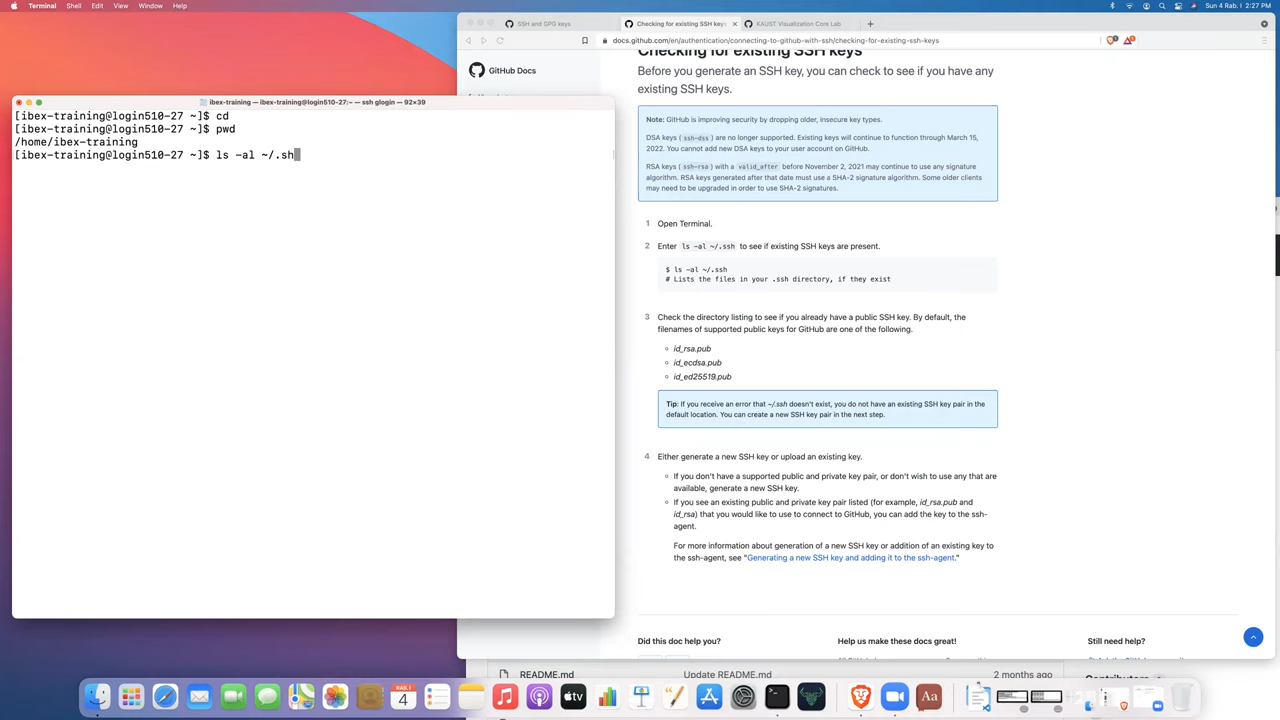 Terminal Shell Edit View Window Help
Sun 4 Rab. I 2:27 PM
SSH and GPG keys
Checking for existing SSH keys
KAUST Visualization Core Lab
docs.github.com/en/authentication/connecting-to-github-with-ssh/checking-for-existing-ssh-keys
GitHub Docs
ibex-training — ibex-training@login510-27:~ — ssh glogin — 92×39
[ibex-training@login510-27 ~]$ cd
[ibex-training@login510-27 ~]$ pwd
/home/ibex-training
[ibex-training@login510-27 ~]$ ls -al ~/.sh
Checking for existing SSH keys
Before you generate an SSH key, you can check to see if you have any
existing SSH keys.
Note: GitHub is improving security by dropping older, insecure key types.
DSA keys ( ssh-dss ) are no longer supported. Existing keys will continue to function through March 15,
2022. You cannot add new DSA keys to your user account on GitHub.
RSA keys ( ssh-rsa ) with a valid_after before November 2, 2021 may continue to use any signature
algorithm. RSA keys generated after that date must use a SHA-2 signature algorithm. Some older clients
may need to be upgraded in order to use SHA-2 signatures.
1 Open Terminal.
2 Enter ls -al ~/.ssh to see if existing SSH keys are present.
$ ls -al ~/.ssh
# Lists the files in your .ssh directory, if they exist
3 Check the directory listing to see if you already have a public SSH key. By default, the
filenames of supported public keys for GitHub are one of the following.
id_rsa.pub
id_ecdsa.pub
id_ed25519.pub
Tip: If you receive an error that ~/.ssh doesn't exist, you do not have an existing SSH key pair in the
default location. You can create a new SSH key pair in the next step.
4 Either generate a new SSH key or upload an existing key.
If you don't have a supported public and private key pair, or don't wish to use any that are
available, generate a new SSH key.
If you see an existing public and private key pair listed (for example, id_rsa.pub and
id_rsa) that you would like to use to connect to GitHub, you can add the key to the ssh-
agent.
For more information about generation of a new SSH key or addition of an existing key to
the ssh-agent, see "Generating a new SSH key and adding it to the ssh-agent."
Did this doc help you?
Help us make these docs great!
Still need help?
README.md
Update README.md
2 months ago
RAB. I
4
Aa